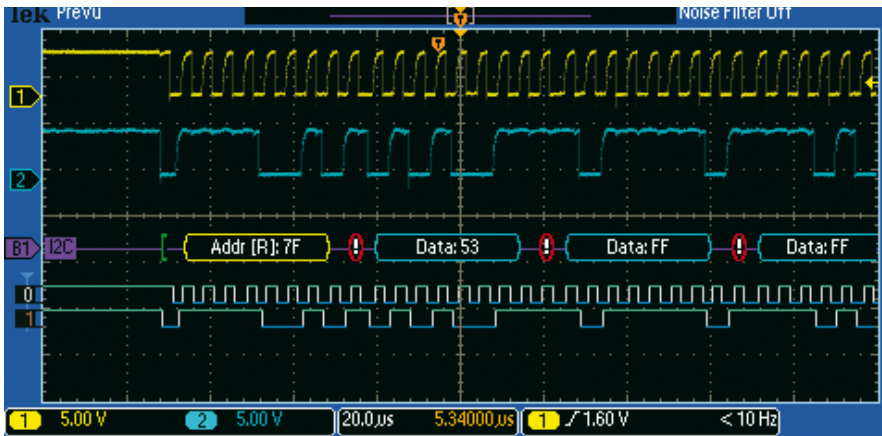 Tek PreVu Noise Filter Off
1
2
B1 I2C [ Addr [R]: 7F ! Data: 53 ! Data: FF ! Data: FF
0
1
1 5.00 V 2 5.00 V 20.0µs 5.34000µs 1 1.60 V < 10 Hz